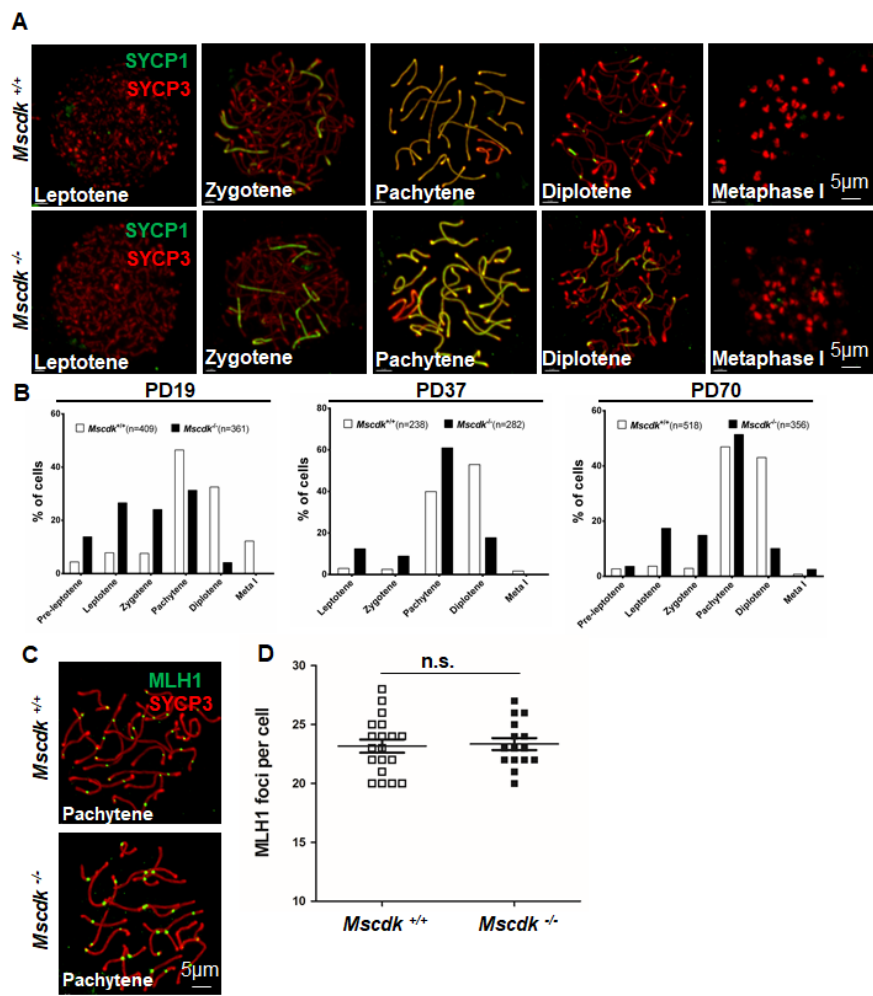 A
SYCP1
SYCP3
Mscdk +/+
Leptotene
Zygotene
Pachytene
Diplotene
Metaphase I
5μm
SYCP1
SYCP3
Mscdk -/-
Leptotene
Zygotene
Pachytene
Diplotene
Metaphase I
5μm
B
PD19
PD37
PD70
% of cells
60
40
20
0
Mscdk+/+(n=409)
Mscdk-/-(n=361)
Pre-leptotene
Leptotene
Zygotene
Pachytene
Diplotene
Meta I
% of cells
80
60
40
20
0
Mscdk+/+(n=238)
Mscdk-/-(n=282)
Leptotene
Zygotene
Pachytene
Diplotene
Meta I
% of cells
60
40
20
0
Mscdk+/+(n=518)
Mscdk-/-(n=356)
Pre-leptotene
Leptotene
Zygotene
Pachytene
Diplotene
Meta I
C
MLH1
SYCP3
Mscdk +/+
Pachytene
Mscdk -/-
Pachytene
5μm
D
n.s.
MLH1 foci per cell
30
25
20
15
10
Mscdk +/+
Mscdk -/-